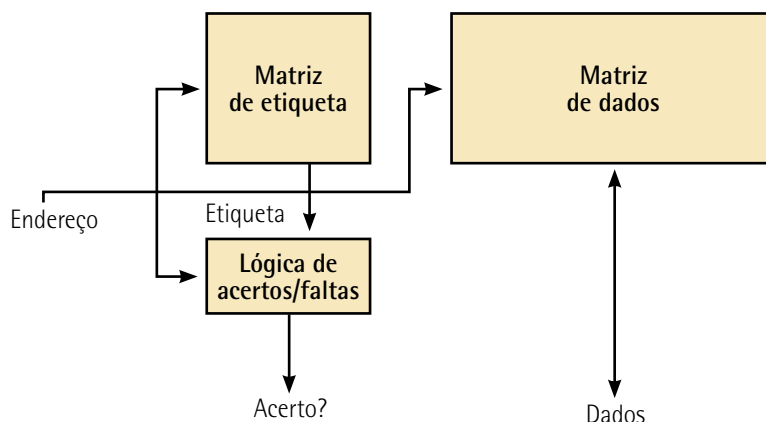 Matriz
de etiqueta
Matriz
de dados
Endereço
Etiqueta
Lógica de
acertos/faltas
Acerto?
Dados